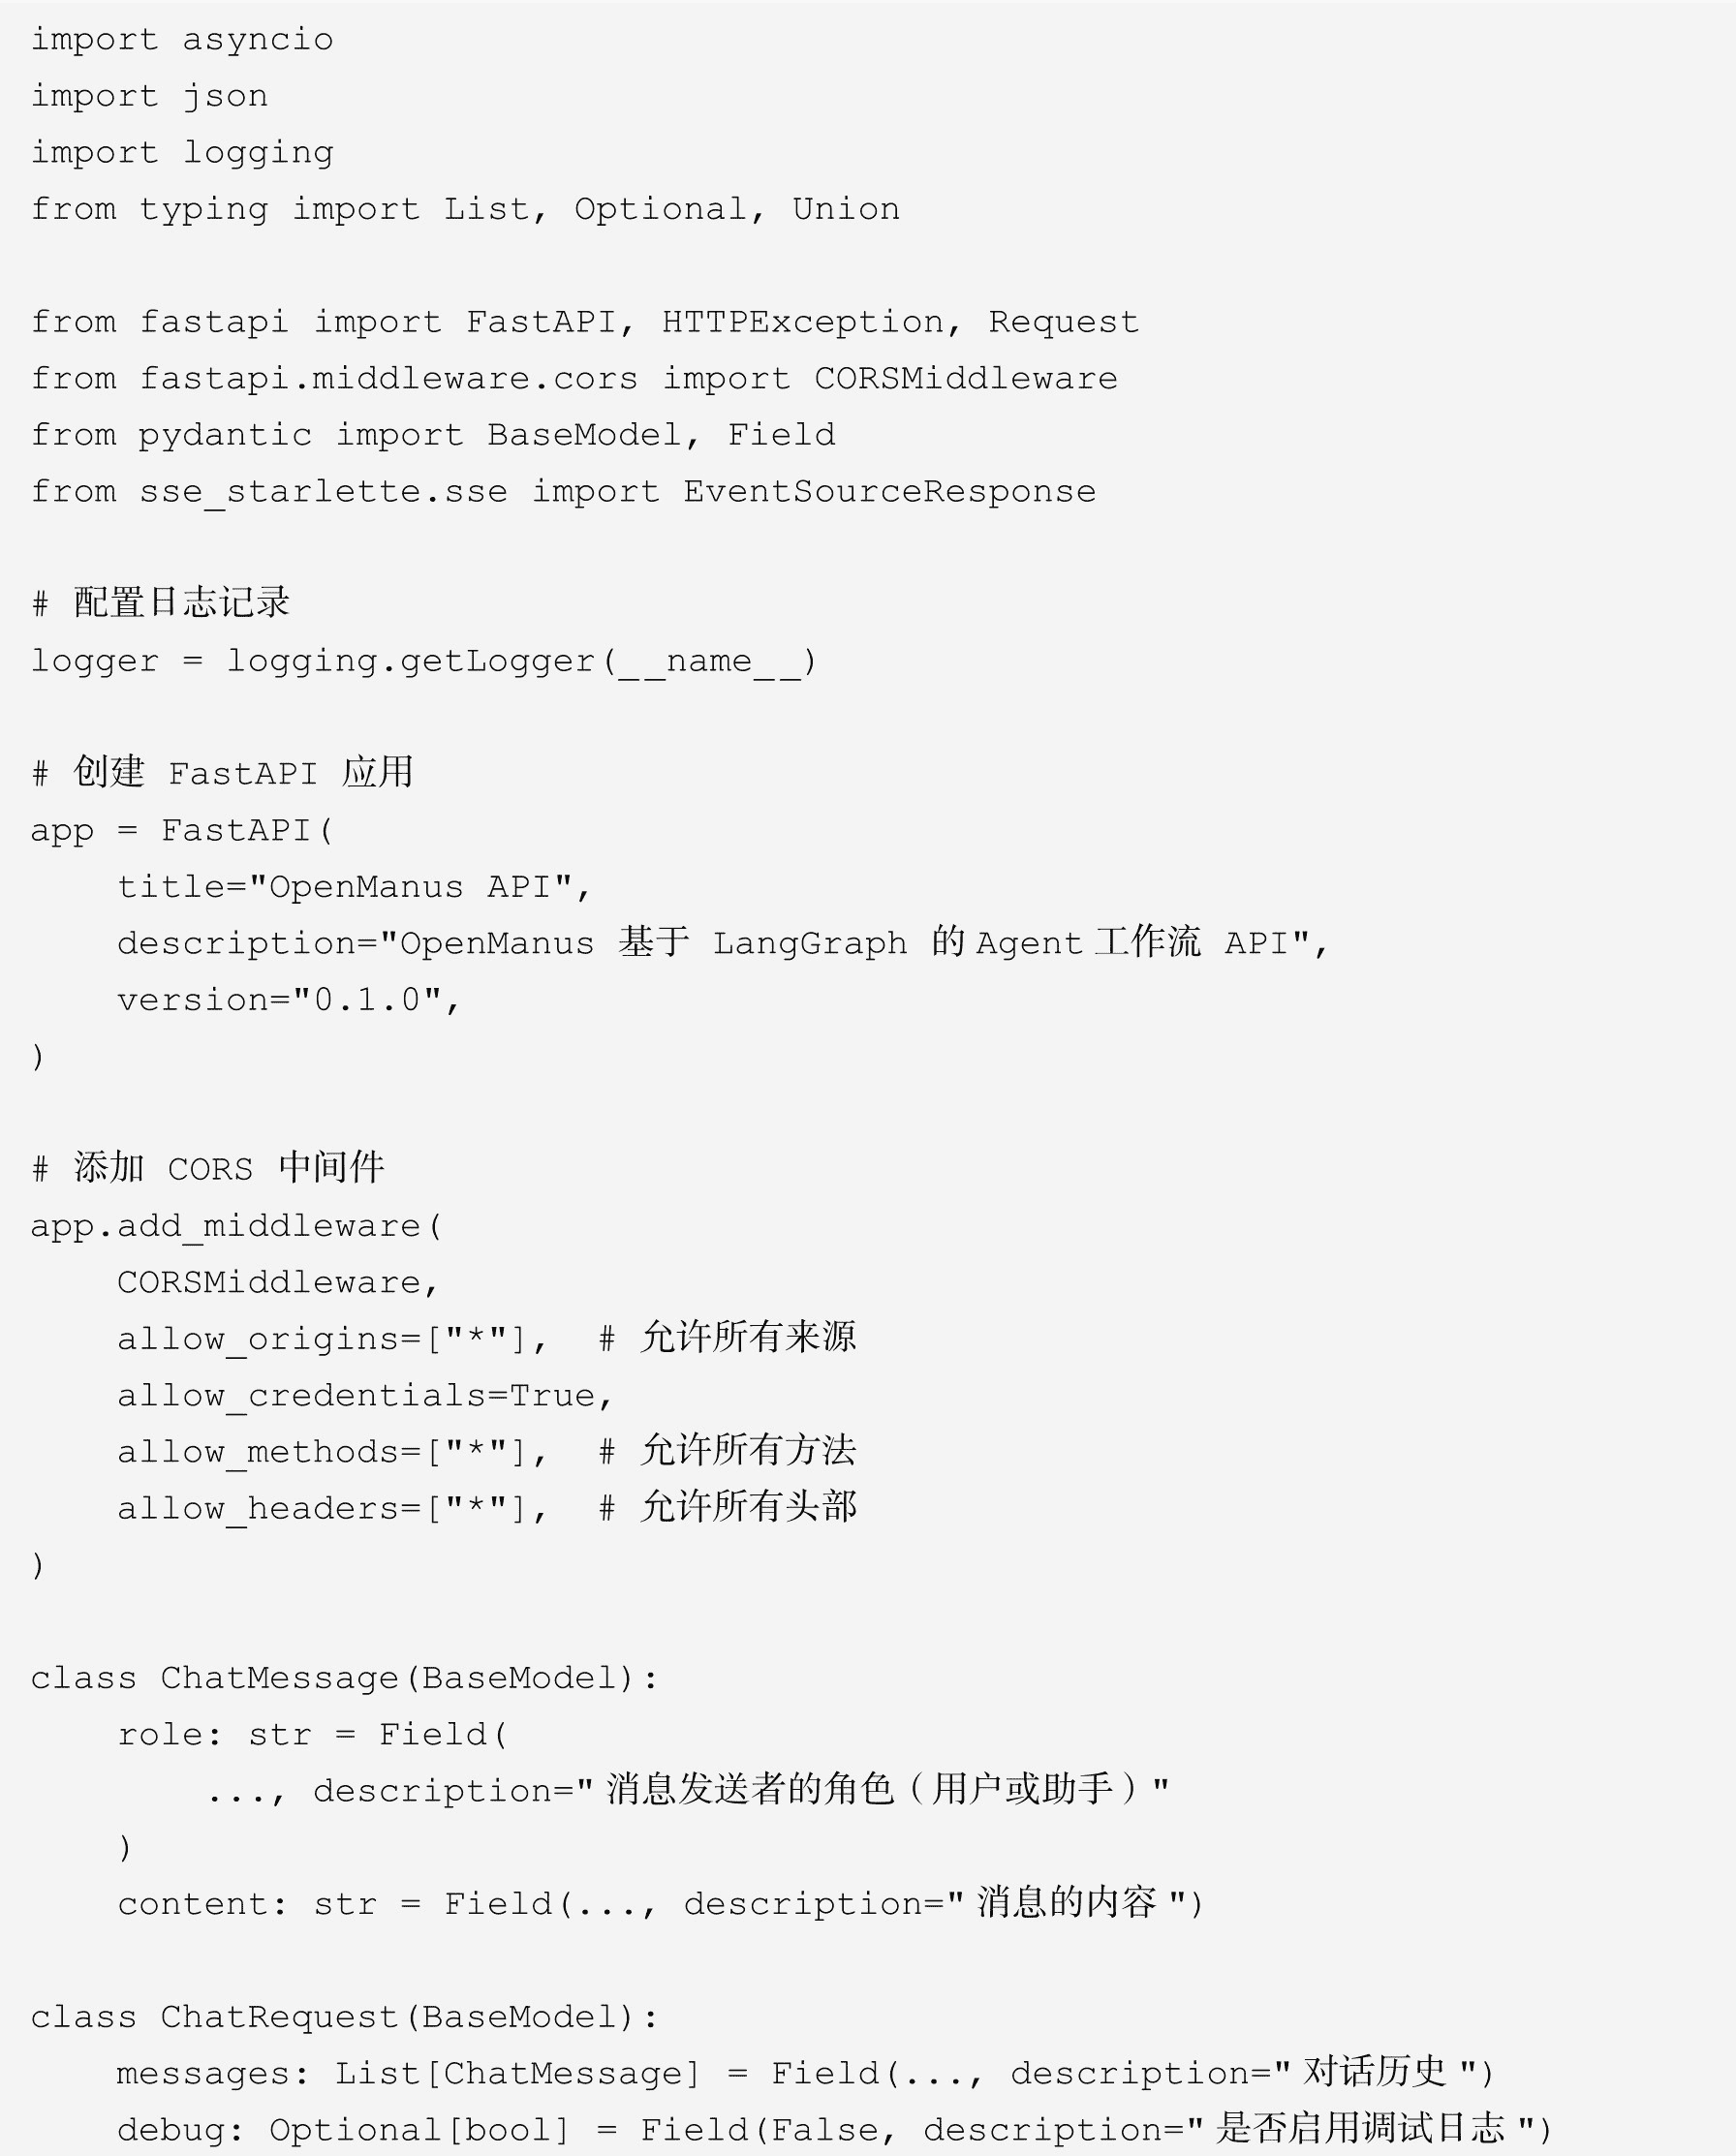 import asyncio
import json
import logging
from typing import List, Optional, Union

from fastapi import FastAPI, HTTPException, Request
from fastapi.middleware.cors import CORSMiddleware
from pydantic import BaseModel, Field
from sse_starlette.sse import EventSourceResponse

# 配置日志记录
logger = logging.getLogger(__name__)

# 创建 FastAPI 应用
app = FastAPI(
    title="OpenManus API",
    description="OpenManus 基于 LangGraph 的 Agent 工作流 API",
    version="0.1.0",
)

# 添加 CORS 中间件
app.add_middleware(
    CORSMiddleware,
    allow_origins=["*"],  # 允许所有来源
    allow_credentials=True,
    allow_methods=["*"],  # 允许所有方法
    allow_headers=["*"],  # 允许所有头部
)

class ChatMessage(BaseModel):
    role: str = Field(
        ..., description="消息发送者的角色（用户或助手）"
    )
    content: str = Field(..., description="消息的内容")

class ChatRequest(BaseModel):
    messages: List[ChatMessage] = Field(..., description="对话历史")
    debug: Optional[bool] = Field(False, description="是否启用调试日志")